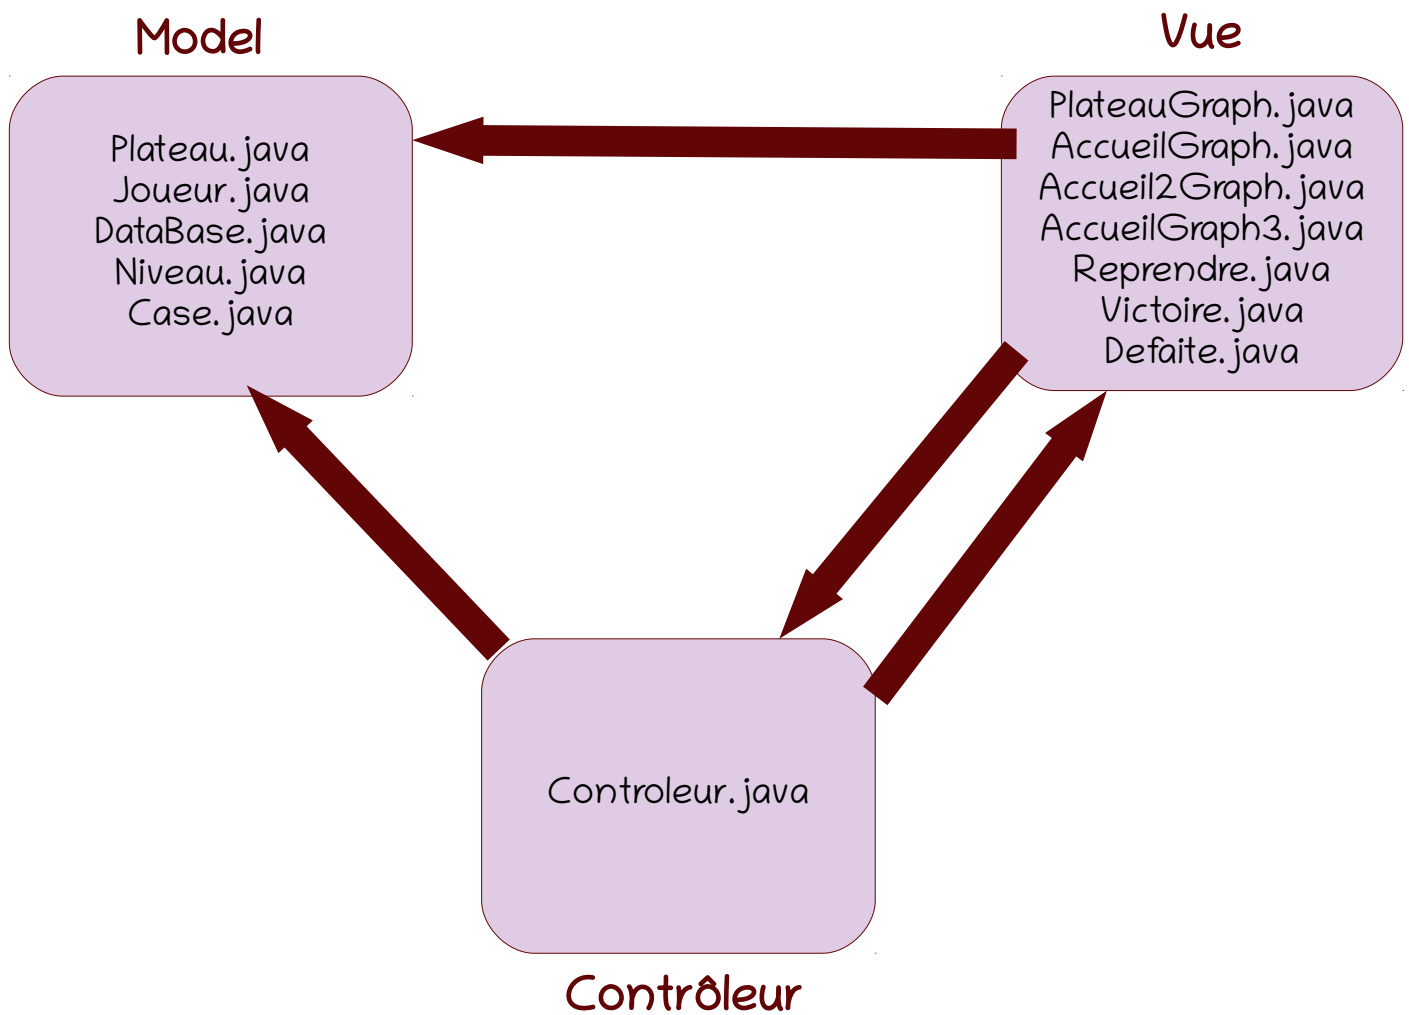 Model
Plateau.java
Joueur.java
DataBase.java
Niveau.java
Case.java
Vue
PlateauGraph.java
AccueilGraph.java
Accueil2Graph.java
AccueilGraph3.java
Reprendre.java
Victoire.java
Defaite.java
Controleur.java
Contrôleur